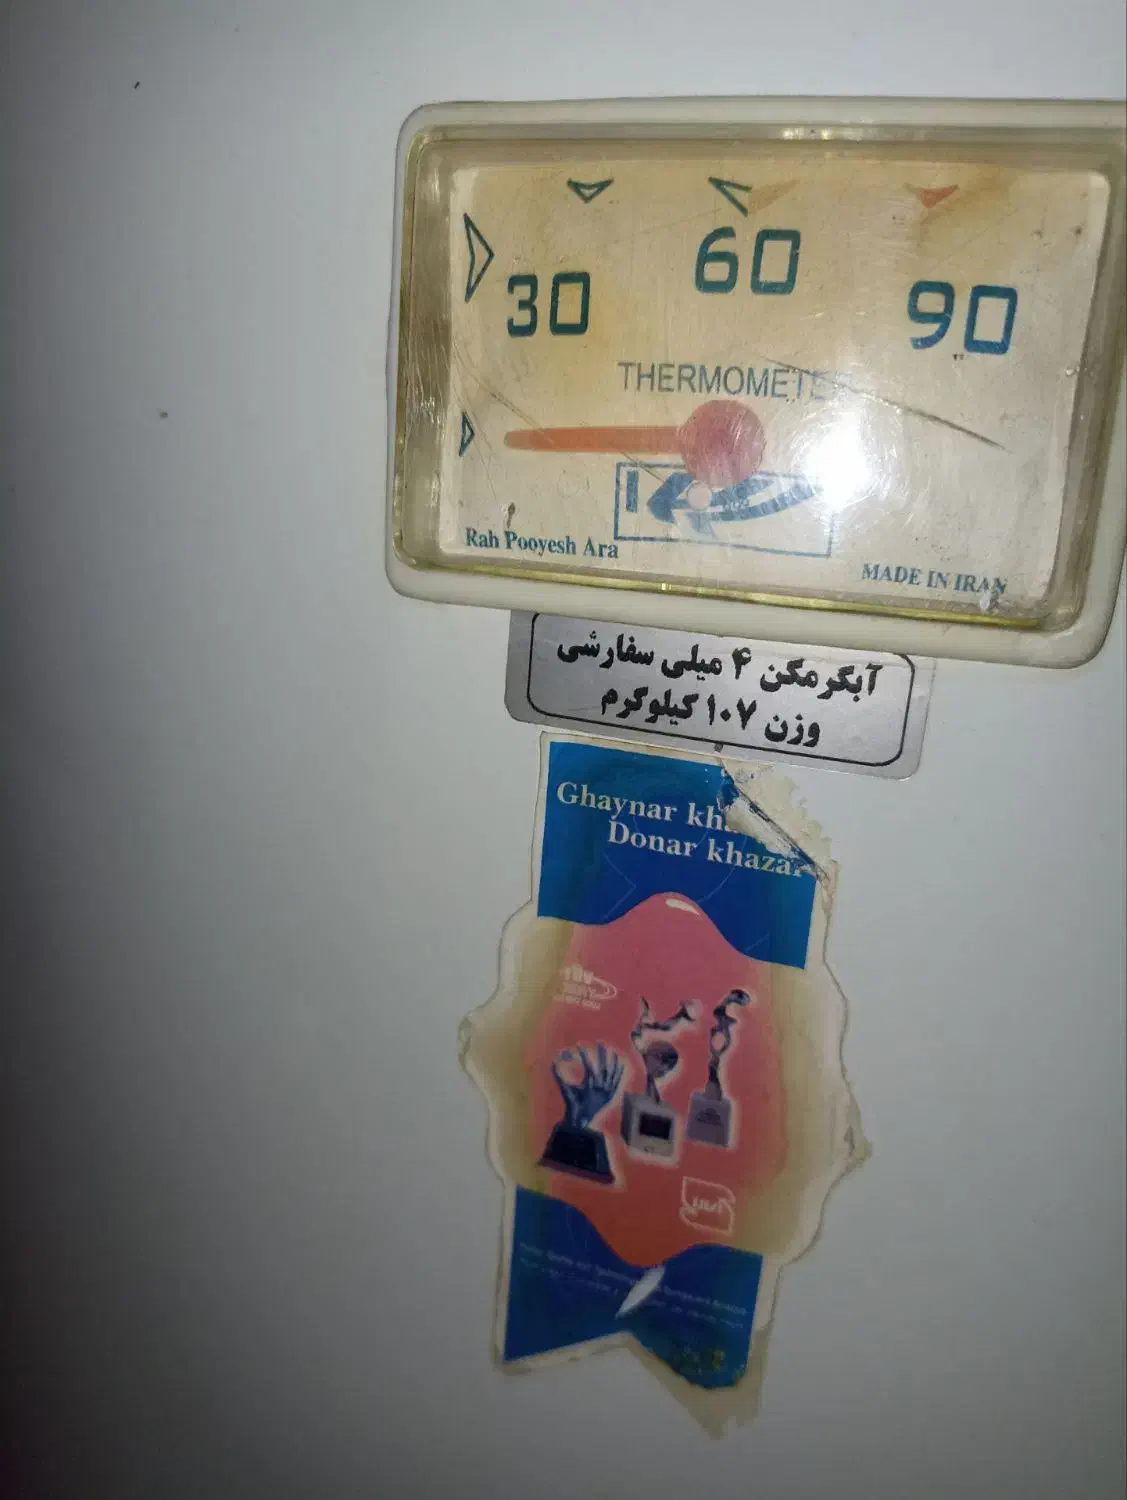 30
60
90
THERMOMETE
Rah Pooyesh Ara
MADE IN IRAN
آبگرمکن ۴ میلی سفارشی
وزن ۱۰۷ کیلوگرم
Ghaynar kha
Donar khazar